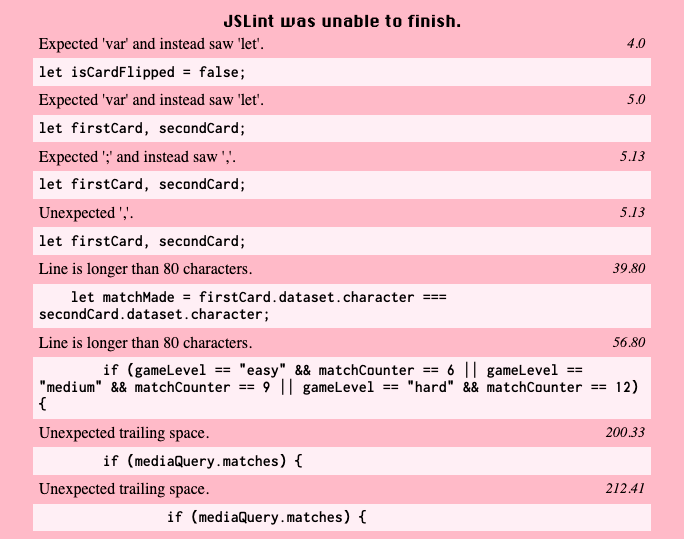 JSLint was unable to finish.
Expected 'var' and instead saw 'let'. 4.0
let isCardFlipped = false;
Expected 'var' and instead saw 'let'. 5.0
let firstCard, secondCard;
Expected ';' and instead saw ','. 5.13
let firstCard, secondCard;
Unexpected ','. 5.13
let firstCard, secondCard;
Line is longer than 80 characters. 39.80
let matchMade = firstCard.dataset.character ===
secondCard.dataset.character;
Line is longer than 80 characters. 56.80
if (gameLevel == "easy" && matchCounter == 6 || gameLevel ==
"medium" && matchCounter == 9 || gameLevel == "hard" && matchCounter == 12)
{
Unexpected trailing space. 200.33
if (mediaQuery.matches) {
Unexpected trailing space. 212.41
if (mediaQuery.matches) {